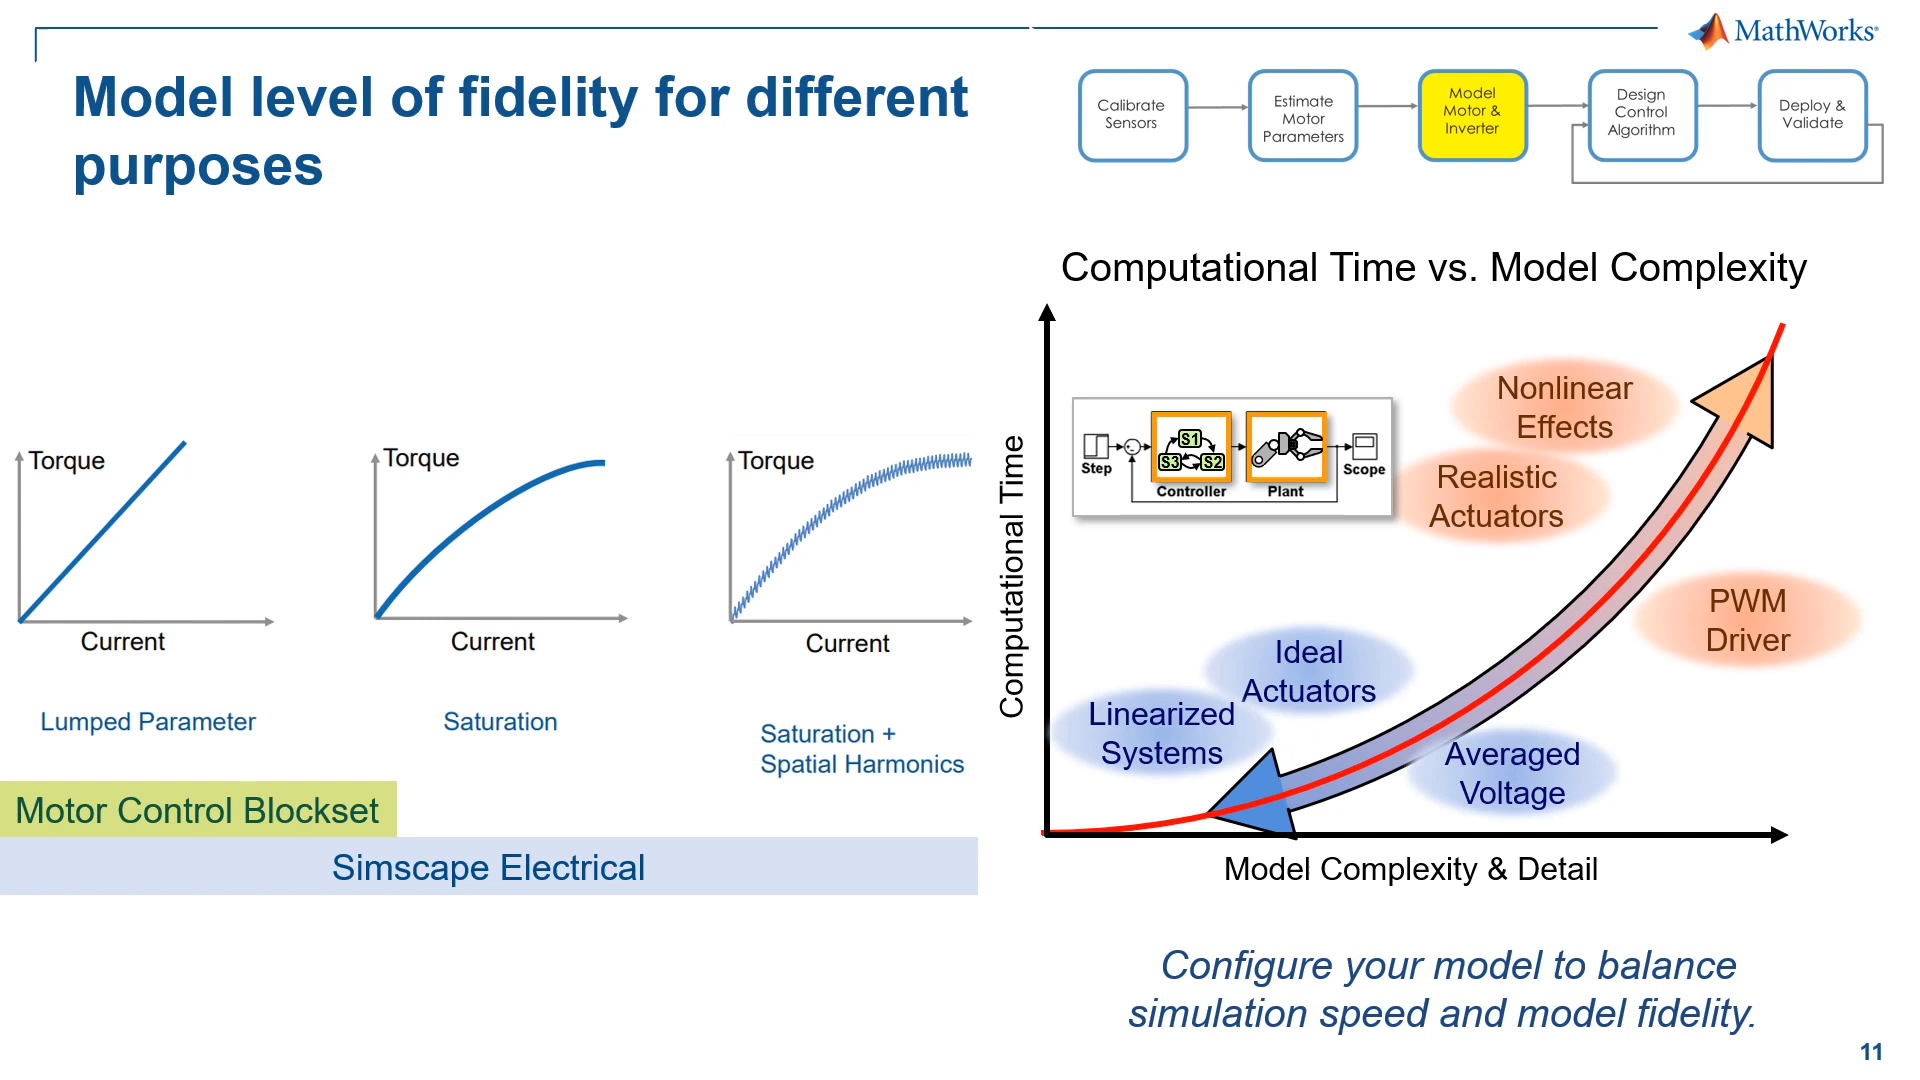 MathWorks®
Model level of fidelity for different
purposes
Calibrate
Sensors
Estimate
Motor
Parameters
Model
Motor &
Inverter
Design
Control
Algorithm
Deploy &
Validate
Torque
Current
Lumped Parameter
Torque
Current
Saturation
Torque
Current
Saturation +
Spatial Harmonics
Motor Control Blockset
Simscape Electrical
Computational Time vs. Model Complexity
Computational Time
Step
S1
S3
S2
Controller
Plant
Scope
Nonlinear
Effects
Realistic
Actuators
PWM
Driver
Ideal
Actuators
Linearized
Systems
Averaged
Voltage
Model Complexity & Detail
Configure your model to balance
simulation speed and model fidelity.
11